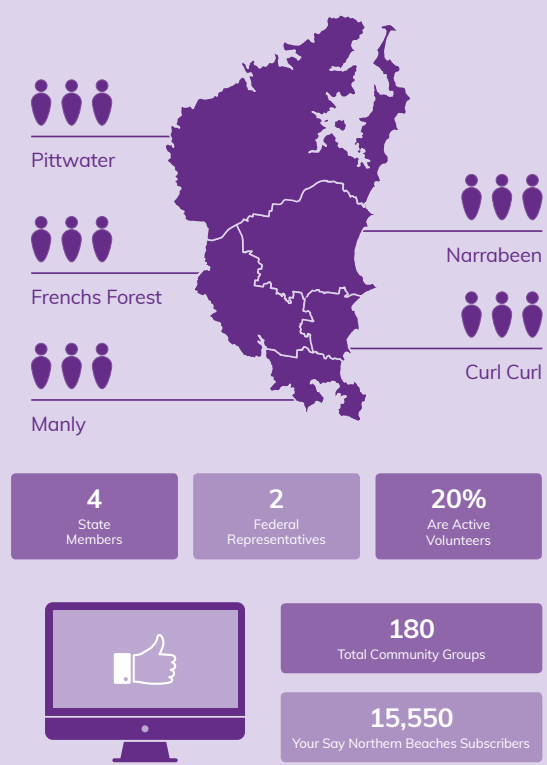 Pittwater
Narrabeen
Frenchs Forest
Curl Curl
Manly
4
State
Members
2
Federal
Representatives
20%
Are Active
Volunteers
180
Total Community Groups
15,550
Your Say Northern Beaches Subscribers